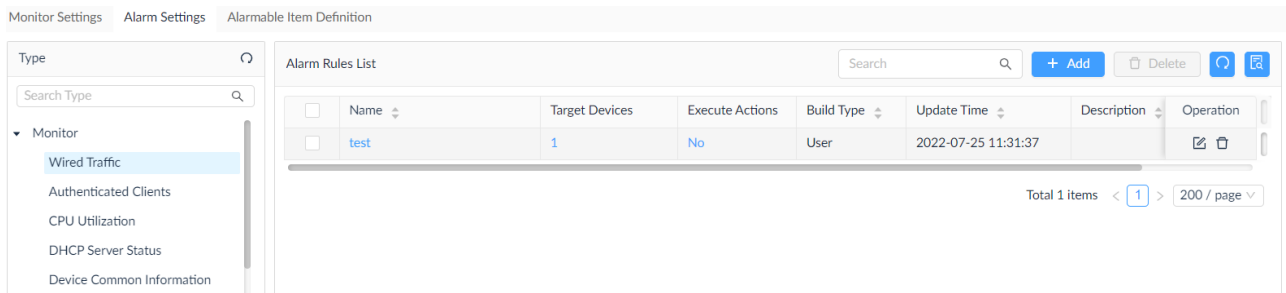 Monitor Settings Alarm Settings Alarmable Item Definition
Type
Search Type
Monitor
Wired Traffic
Authenticated Clients
CPU Utilization
DHCP Server Status
Device Common Information
Alarm Rules List Search + Add Delete
Name Target Devices Execute Actions Build Type Update Time Description Operation
test 1 No User 2022-07-25 11:31:37
Total 1 items < 1 > 200 / page